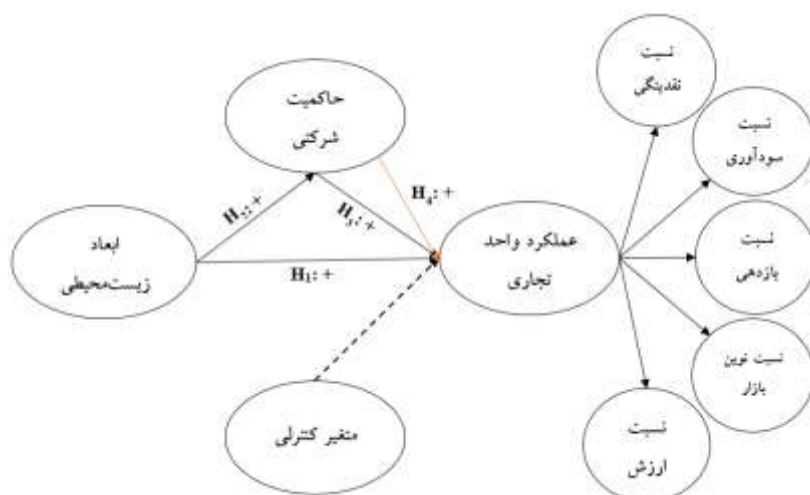 نسبت
نقدینگی
حاکمیت
شرکتی
نسبت
سودآوری
H₄: +
H₂: +
H₃: +
ابعاد
زیست‌محیطی
عملکرد واحد
تجاری
نسبت
بازدهی
H₁: +
نسبت نوین
بازار
متغیر کنترلی
نسبت
ارزش